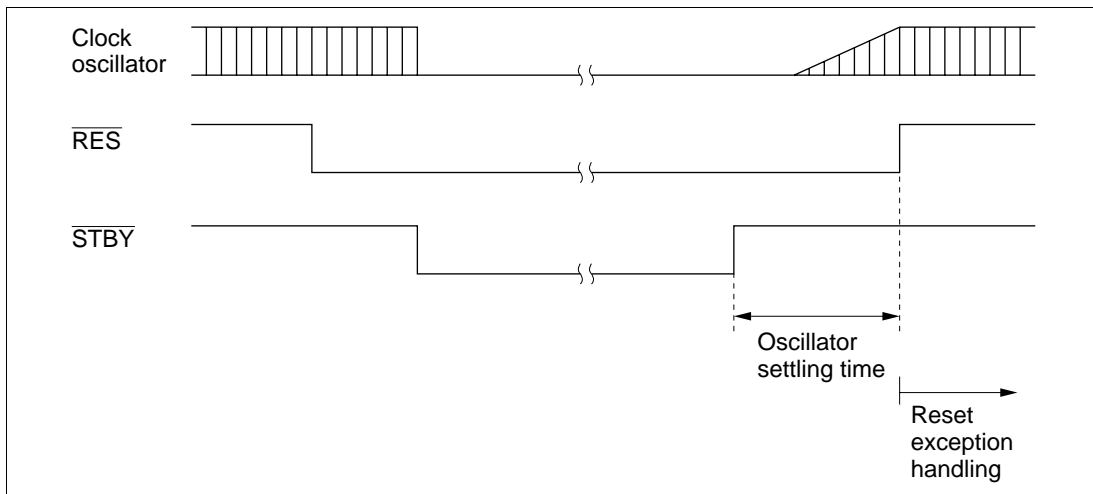 Clock
oscillator
RES
STBY
Oscillator
settling time
Reset
exception
handling